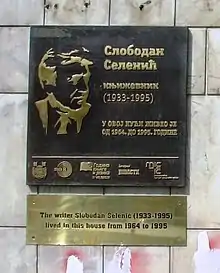 Слободан
Селенић
књижевник
(1933-1995)
У ОВОЈ КУЋИ ЖИВЕО ЈЕ
ОД 1964. ДО 1995. ГОДИНЕ
The writer Slobodan Selenic (1933-1995)
lived in this house from 1964 to 1995